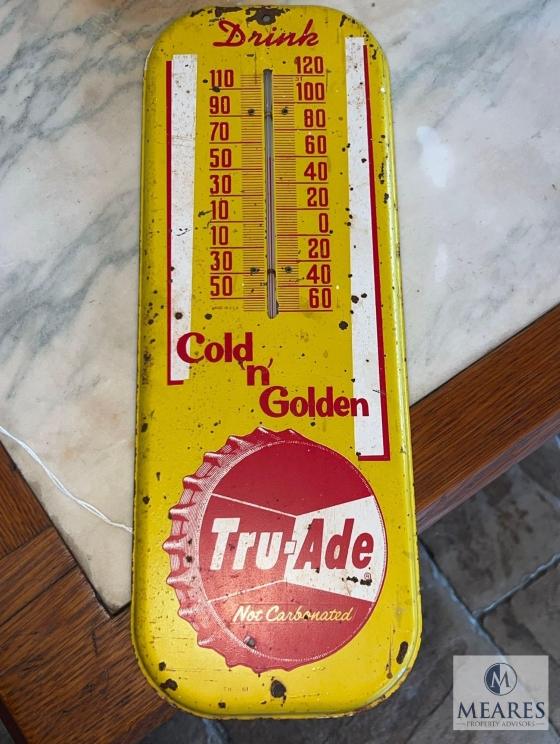 Drink
120
110
100
90
80
70
60
50
40
30
20
10
0
10
20
30
40
50
60
Cold
n'
Golden
Tru-Ade
®
Not Carbonated
M
MEARES
PROPERTY ADVISORS